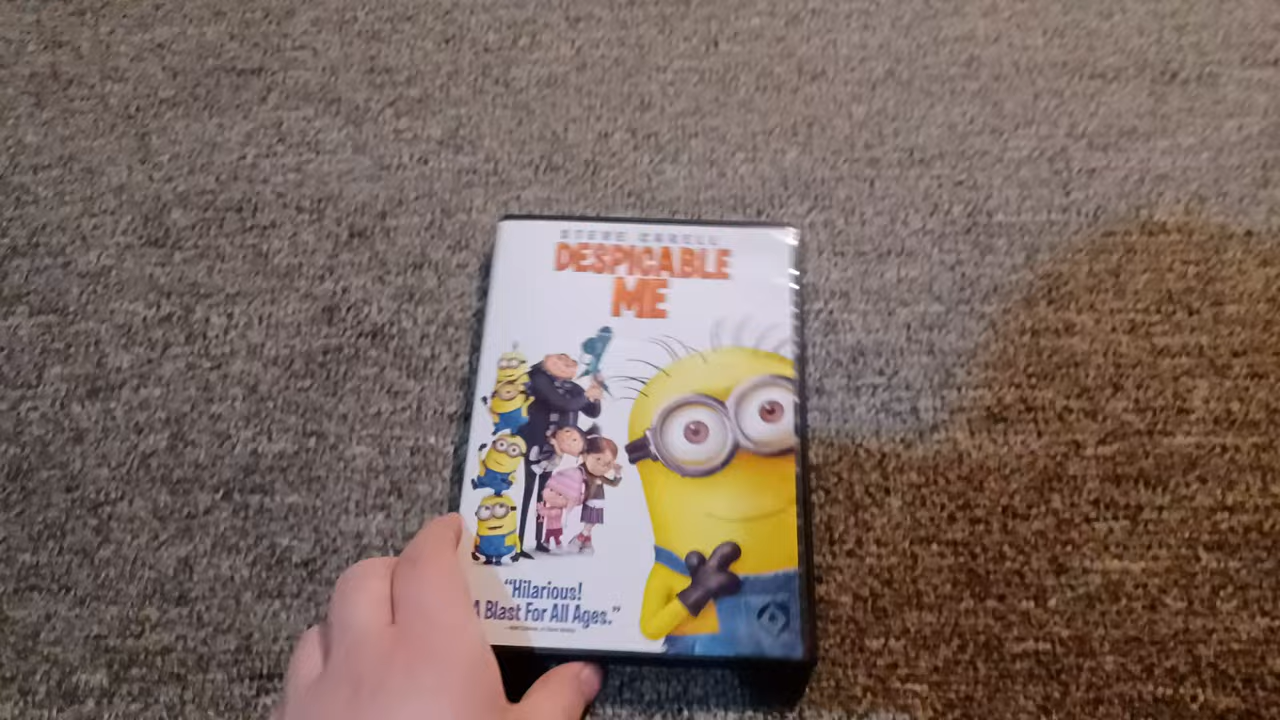 STEVE CARELL
DESPICABLE
ME
"Hilarious!
A Blast For All Ages."